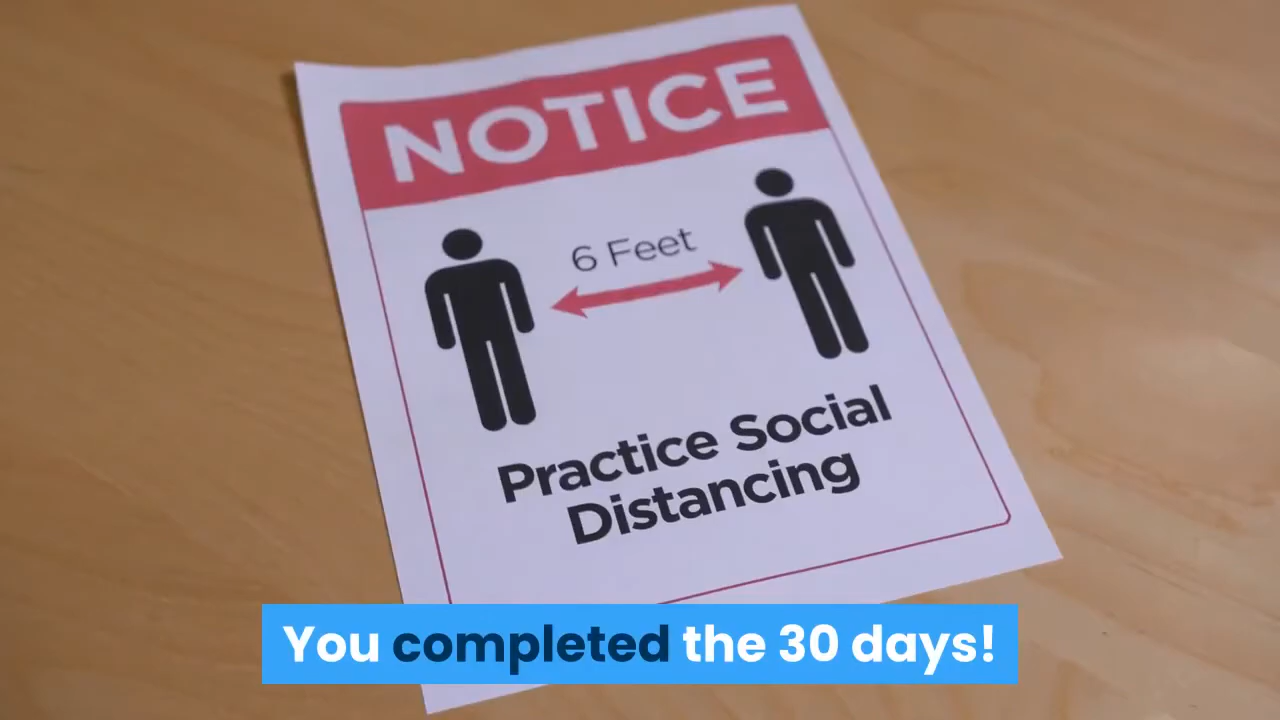 NOTICE
6 Feet
Practice Social
Distancing
You completed the 30 days!